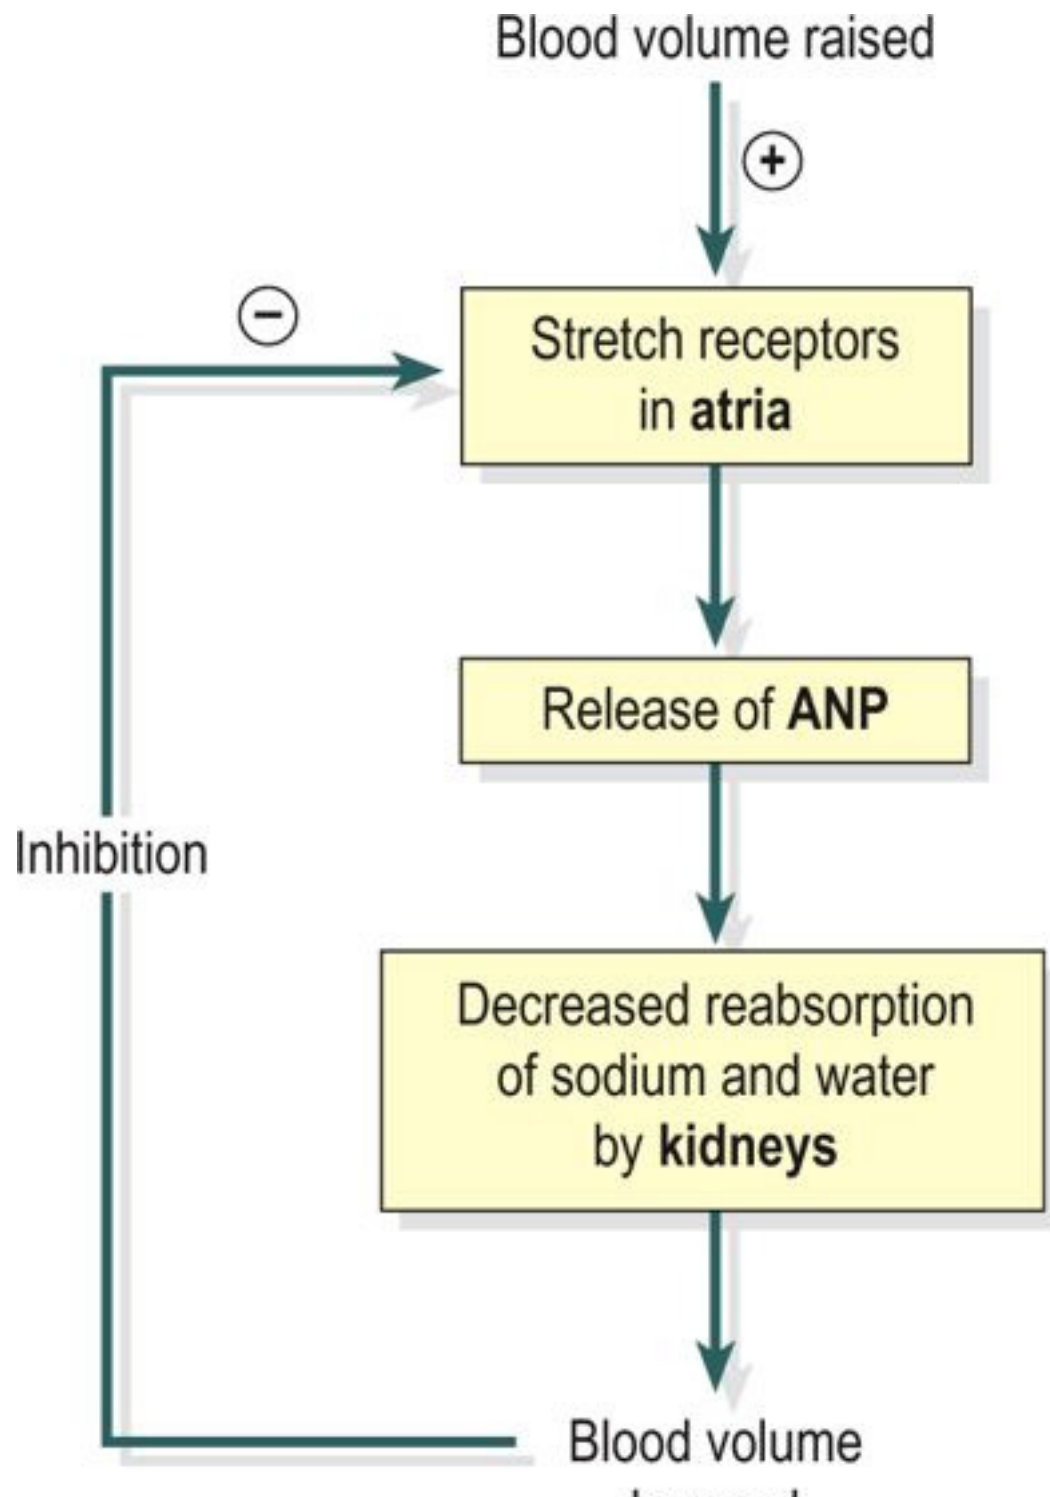 Blood volume raised
+
−
Stretch receptors
in atria
Release of ANP
Inhibition
Decreased reabsorption
of sodium and water
by kidneys
Blood volume